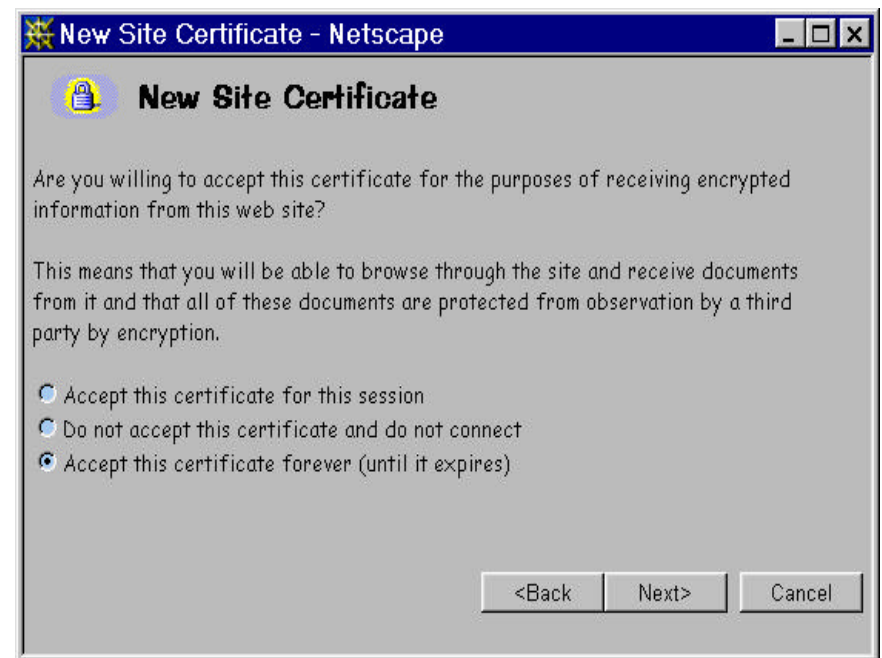 New Site Certificate - Netscape
New Site Certificate
Are you willing to accept this certificate for the purposes of receiving encrypted
information from this web site?
This means that you will be able to browse through the site and receive documents
from it and that all of these documents are protected from observation by a third
party by encryption.
Accept this certificate for this session
Do not accept this certificate and do not connect
Accept this certificate forever (until it expires)
<Back Next> Cancel